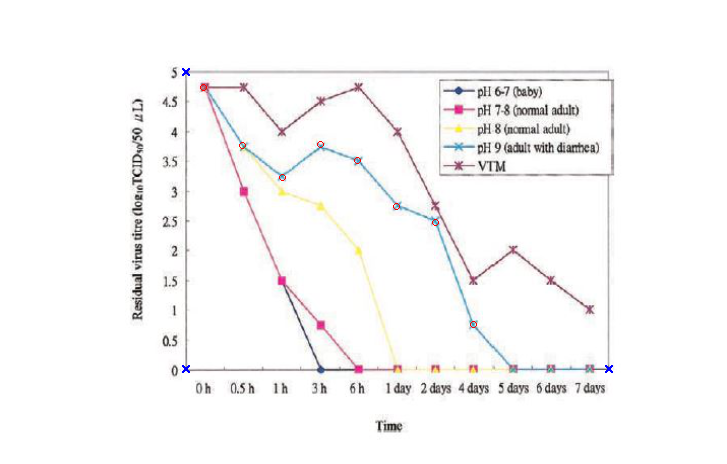 5
4.5
4
3.5
3
2.5
2
1.5
1
0.5
0
Residual virus titre (log₁₀TCID₅₀/50 μL)
pH 6-7 (baby)
pH 7-8 (normal adult)
pH 8 (normal adult)
pH 9 (adult with diarrhea)
VTM
0 h 0.5 h 1 h 3 h 6 h 1 day 2 days 4 days 5 days 6 days 7 days
Time